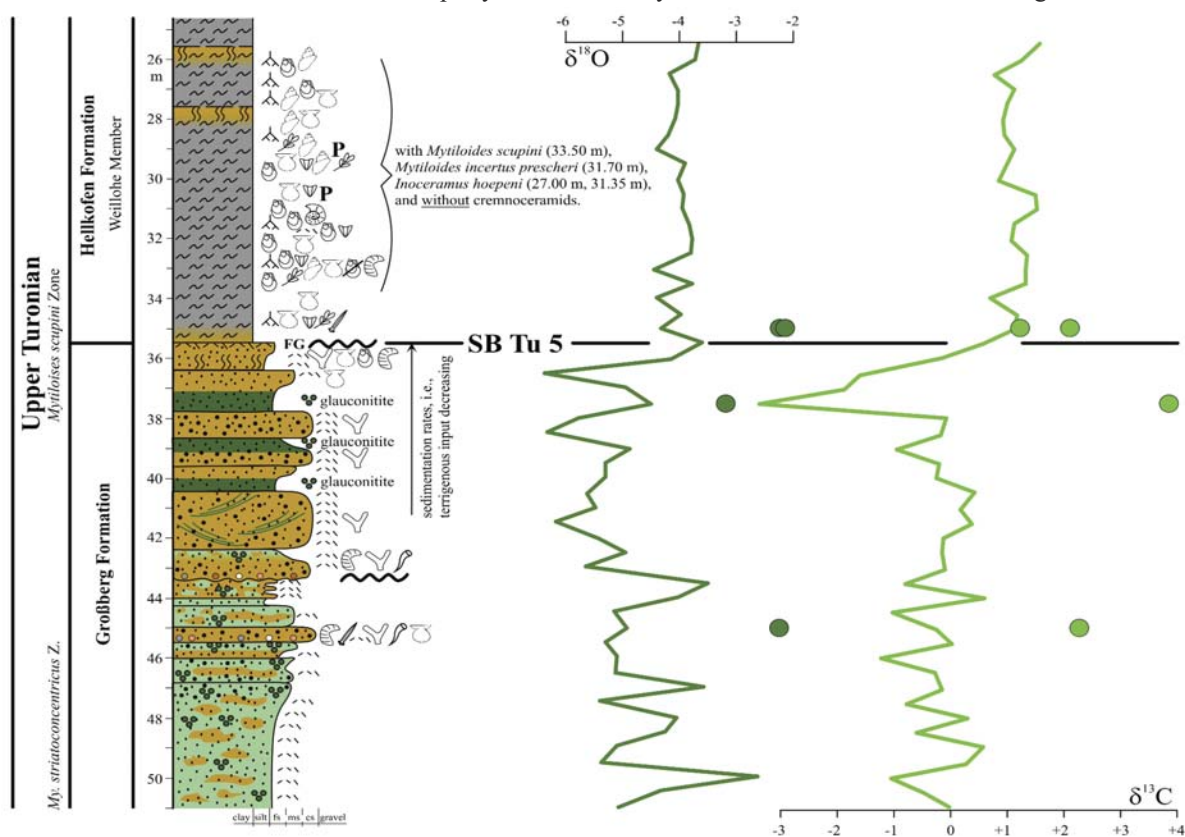 -6 -5 -4 -3 -2
δ18O
26
m
28
30
32
34
36
38
40
42
44
46
48
50
Upper Turonian
Mytiloises scupini Zone
My. striatoconcentricus Z.
Hellkofen Formation
Weillohe Member
Großberg Formation
P
P
with Mytiloides scupini (33.50 m),
Mytiloides incertus prescheri (31.70 m),
Inoceramus hoepeni (27.00 m, 31.35 m),
and without cremnoceramids.
FG
SB Tu 5
glauconitite
glauconitite
glauconitite
sedimentation rates, i.e.,
terrigenous input decreasing
clay silt fs ms cs gravel
δ13C
-3 -2 -1 0 +1 +2 +3 +4